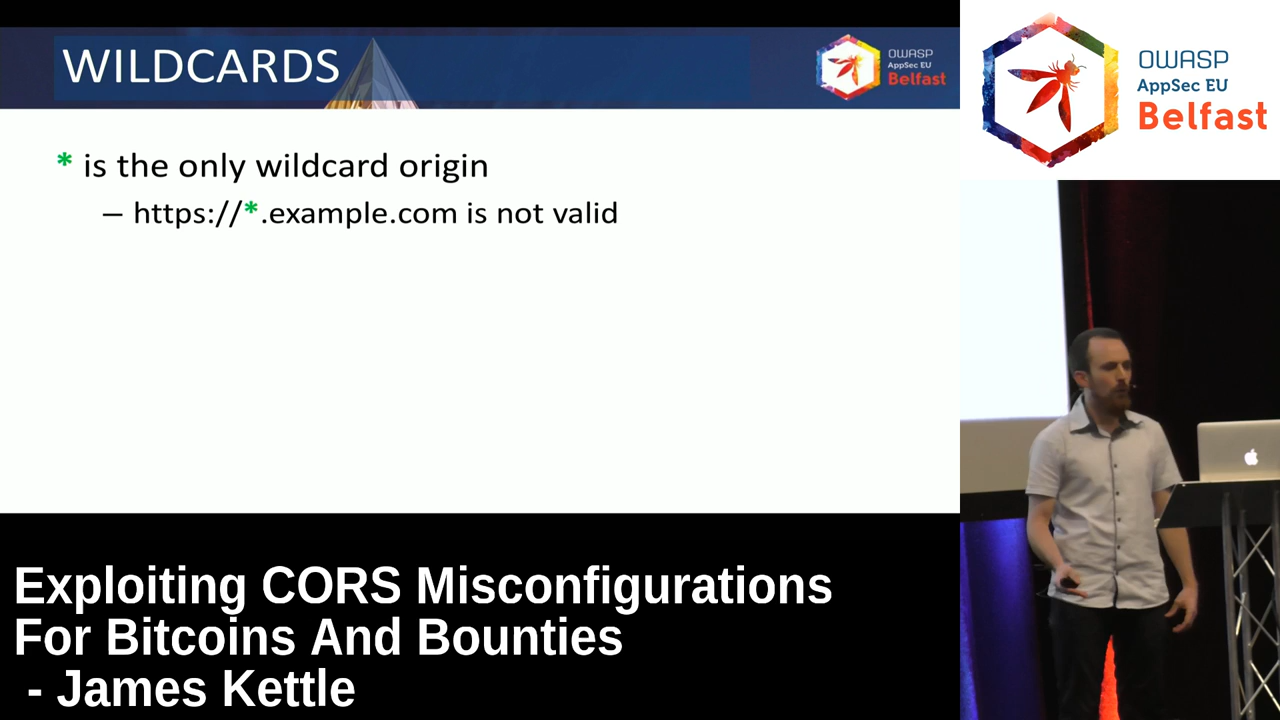 WILDCARDS
OWASP
AppSec EU
Belfast
* is the only wildcard origin
– https://*.example.com is not valid
OWASP
AppSec EU
Belfast
Exploiting CORS Misconfigurations
For Bitcoins And Bounties
- James Kettle